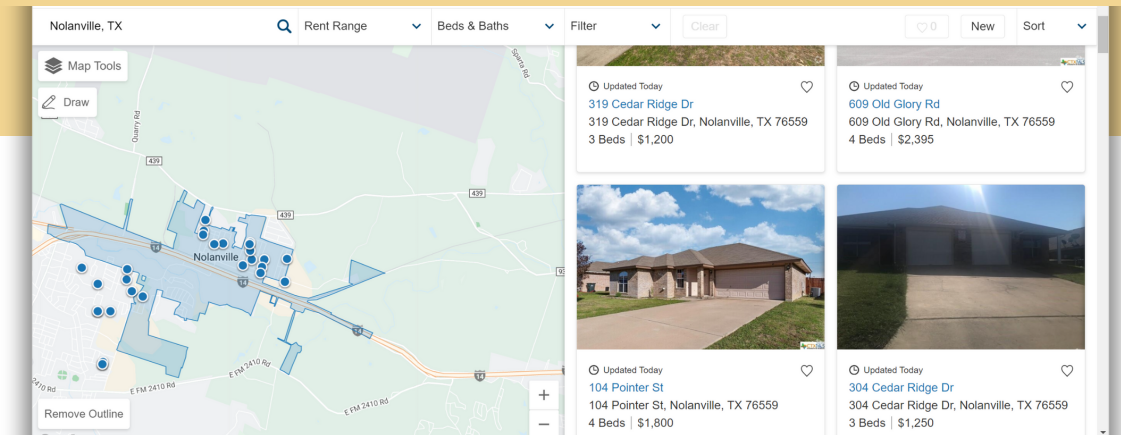 Nolanville, TX
Rent Range
Beds & Baths
Filter
Clear
0
New
Sort
Map Tools
Draw
Sparta Rd
Quarry Rd
439
439
439
14
Nolanville
14
14
14
E FM 2410 Rd
E FM 2410 Rd
E FM 2410 Rd
2410 Rd
Remove Outline
+
−
Updated Today
319 Cedar Ridge Dr
319 Cedar Ridge Dr, Nolanville, TX 76559
3 Beds | $1,200
Updated Today
609 Old Glory Rd
609 Old Glory Rd, Nolanville, TX 76559
4 Beds | $2,395
Updated Today
104 Pointer St
104 Pointer St, Nolanville, TX 76559
4 Beds | $1,800
Updated Today
304 Cedar Ridge Dr
304 Cedar Ridge Dr, Nolanville, TX 76559
3 Beds | $1,250